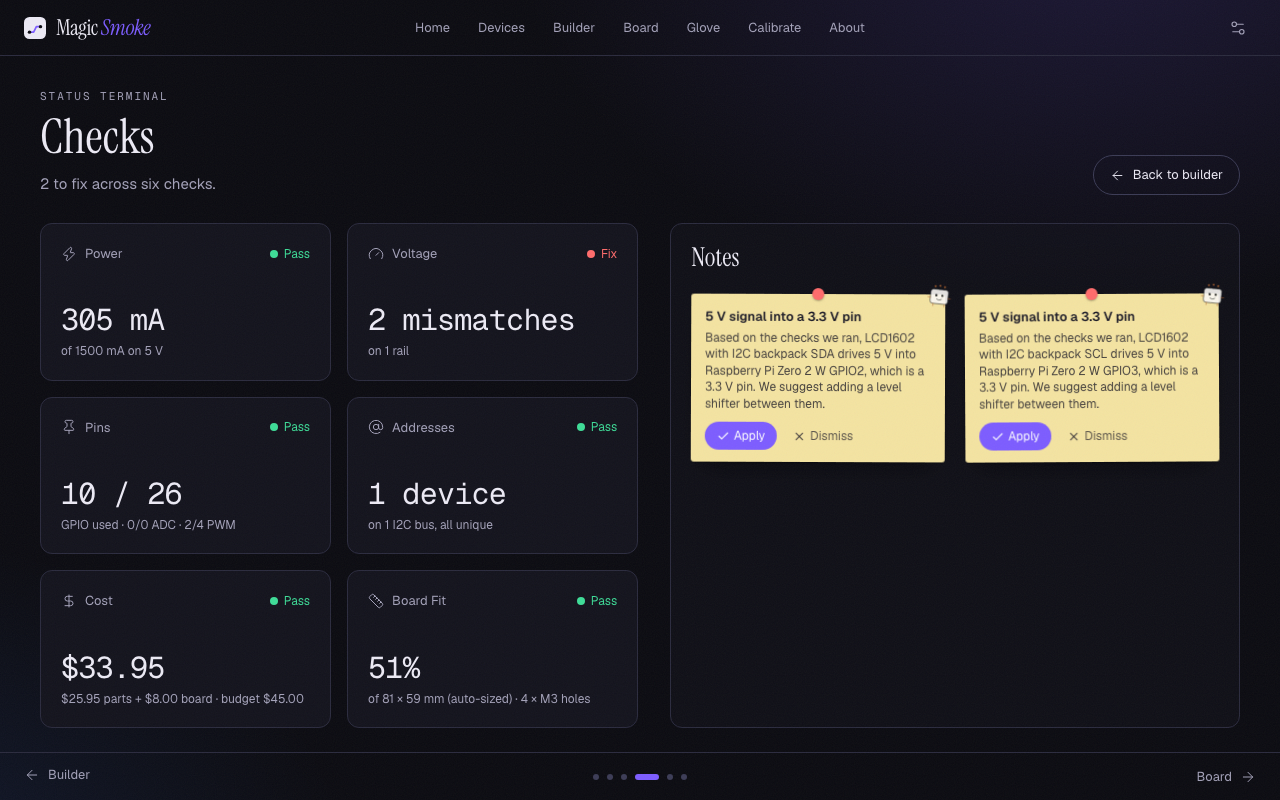 Magic Smoke
Home
Devices
Builder
Board
Glove
Calibrate
About
STATUS TERMINAL
Checks
2 to fix across six checks.
Back to builder
Power
Pass
305 mA
of 1500 mA on 5 V
Voltage
Fix
2 mismatches
on 1 rail
Pins
Pass
10 / 26
GPIO used · 0/0 ADC · 2/4 PWM
Addresses
Pass
1 device
on 1 I2C bus, all unique
Cost
Pass
$33.95
$25.95 parts + $8.00 board · budget $45.00
Board Fit
Pass
51%
of 81 × 59 mm (auto-sized) · 4 × M3 holes
Notes
5 V signal into a 3.3 V pin
Based on the checks we ran, LCD1602
with I2C backpack SDA drives 5 V into
Raspberry Pi Zero 2 W GPIO2, which is a
3.3 V pin. We suggest adding a level
shifter between them.
Apply
Dismiss
5 V signal into a 3.3 V pin
Based on the checks we ran, LCD1602
with I2C backpack SCL drives 5 V into
Raspberry Pi Zero 2 W GPIO3, which is a
3.3 V pin. We suggest adding a level
shifter between them.
Apply
Dismiss
Builder
Board